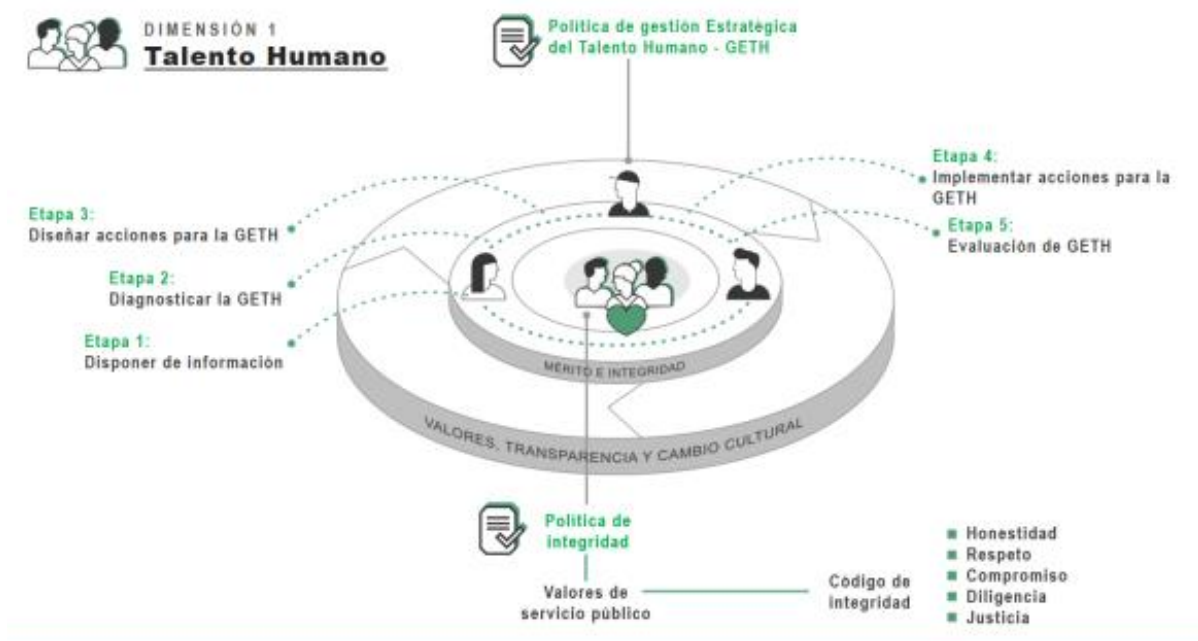 DIMENSIÓN 1
Talento Humano
Política de gestión Estratégica
del Talento Humano - GETH
Etapa 3:
Diseñar acciones para la GETH
Etapa 2:
Diagnosticar la GETH
Etapa 1:
Disponer de información
Etapa 4:
Implementar acciones para la
GETH
Etapa 5:
Evaluación de GETH
MÉRITO E INTEGRIDAD
VALORES, TRANSPARENCIA Y CAMBIO CULTURAL
Política de
integridad
Valores de
servicio público
Código de
integridad
Honestidad
Respeto
Compromiso
Diligencia
Justicia